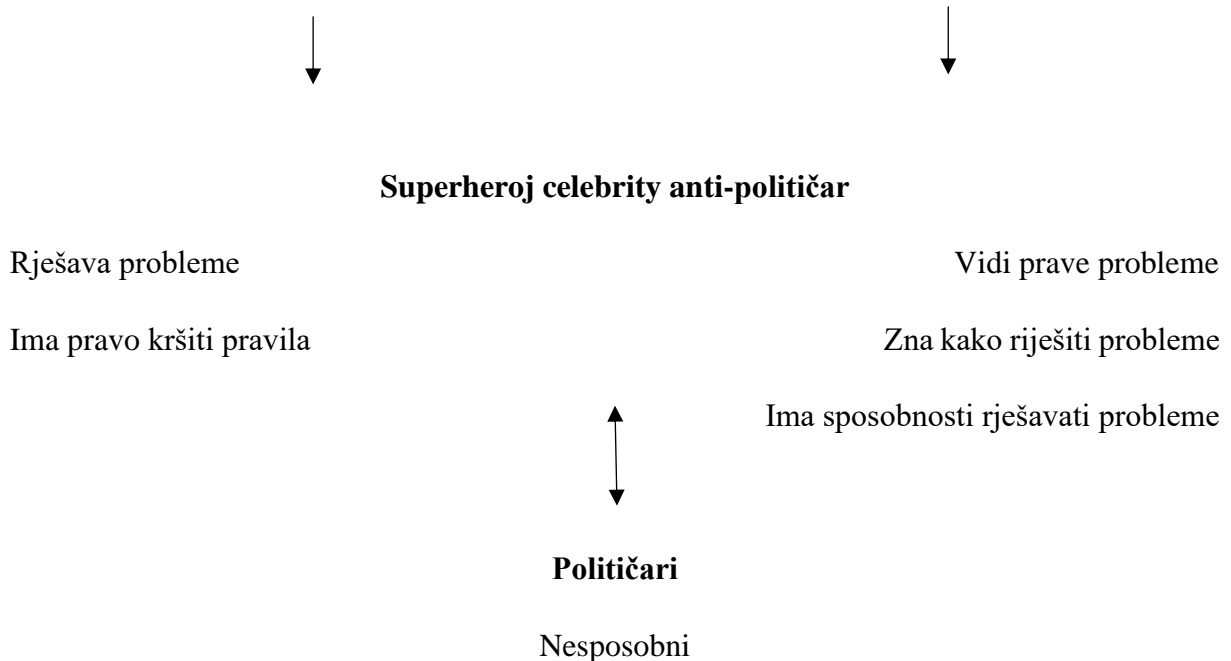 Superheroj celebrity anti-političar
Rješava probleme
Vidi prave probleme
Ima pravo kršiti pravila
Zna kako riješiti probleme
Ima sposobnosti rješavati probleme
Političari
Nesposobni